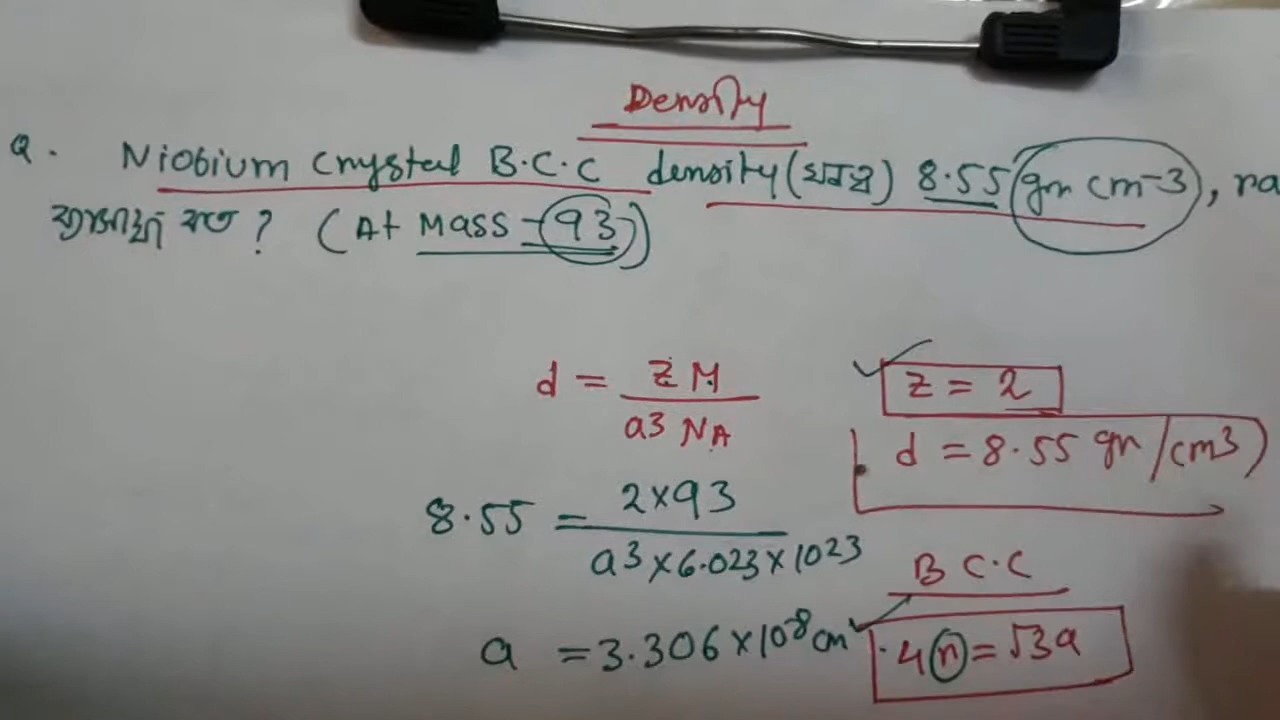 Density
Q. Niobium crystal B.C.C density (ঘনত্ব) 8.55 gm cm-3, ra
ব্যাসার্ধ্য কত? (At Mass - 93)
d = ZM / a3 NA
Z = 2
d = 8.55 gm/cm3
8.55 = 2×93 / a3×6.023×1023
B C.C
a = 3.306×10-8 cm
4r = √3a